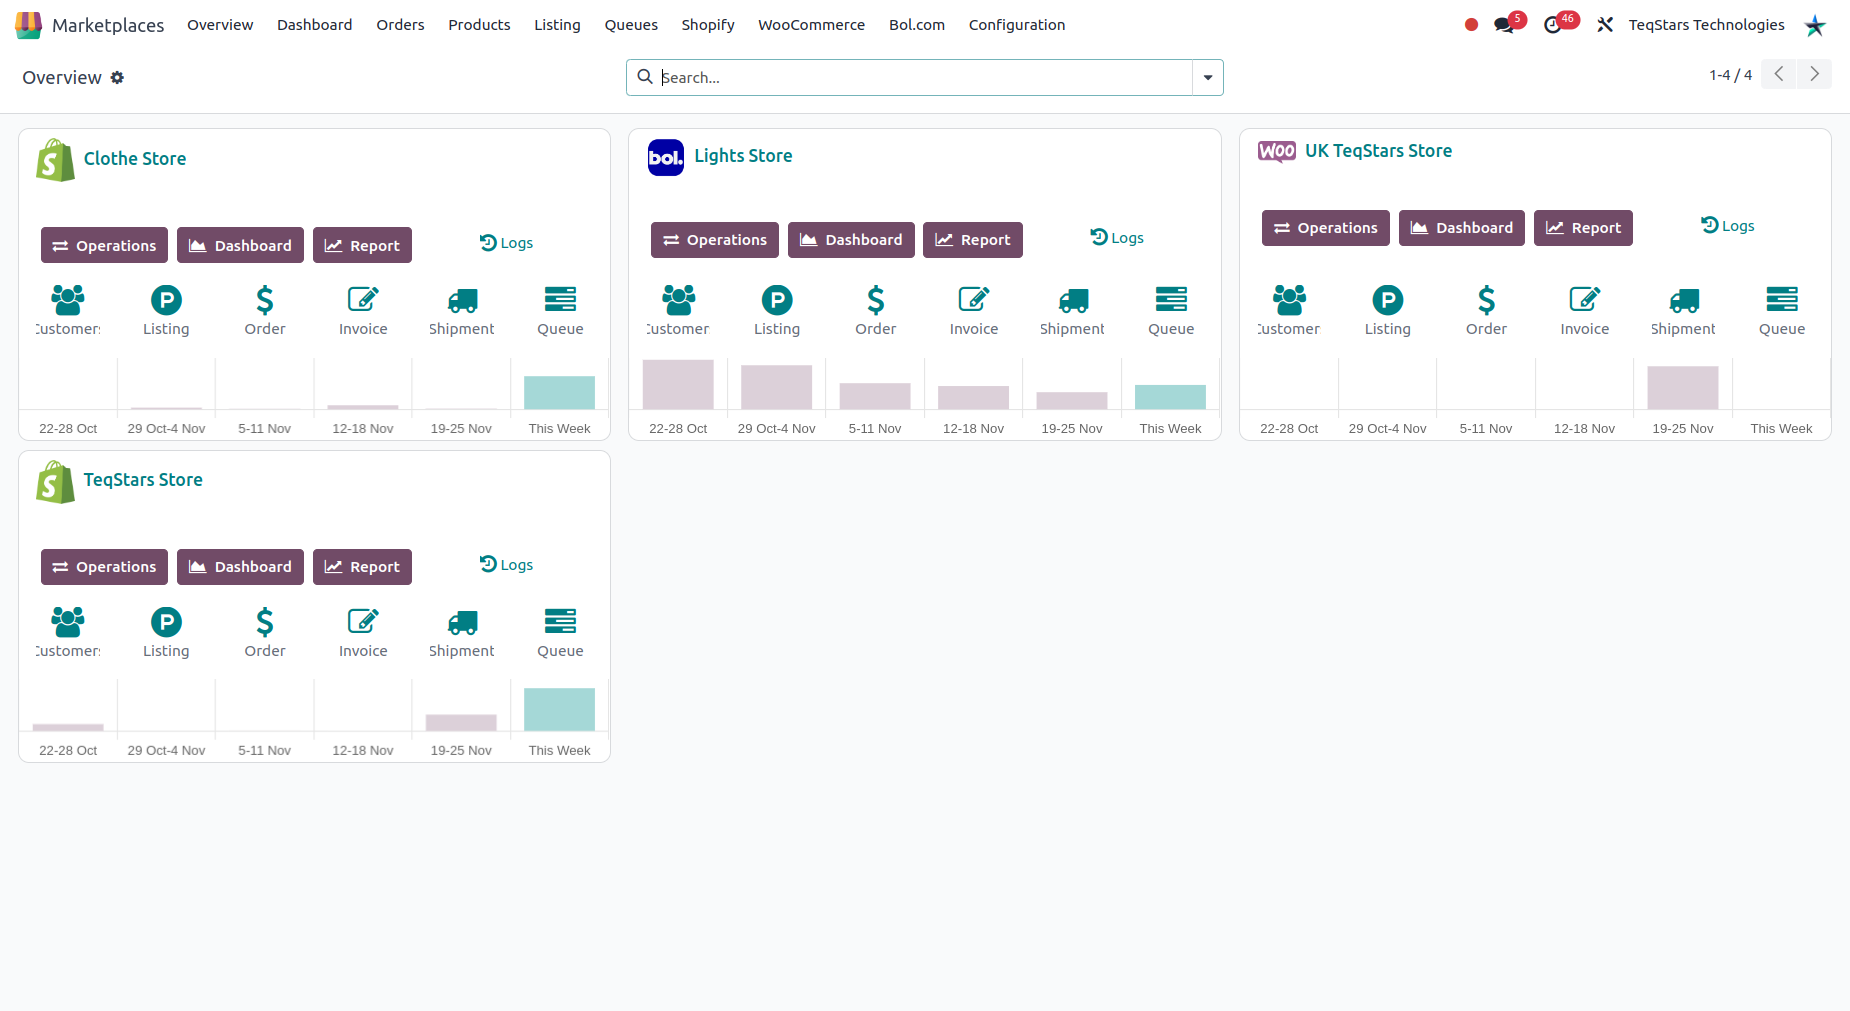 Marketplaces Overview Dashboard Orders Products Listing Queues Shopify WooCommerce Bol.com Configuration 5 46 TeqStars Technologies
Overview Search... 1-4 / 4
S Clothe Store
Operations Dashboard Report Logs
Customers Listing Order Invoice Shipment Queue
22-28 Oct 29 Oct-4 Nov 5-11 Nov 12-18 Nov 19-25 Nov This Week
bol. Lights Store
Operations Dashboard Report Logs
Customer Listing Order Invoice Shipment Queue
22-28 Oct 29 Oct-4 Nov 5-11 Nov 12-18 Nov 19-25 Nov This Week
WOO UK TeqStars Store
Operations Dashboard Report Logs
Customer Listing Order Invoice Shipment Queue
22-28 Oct 29 Oct-4 Nov 5-11 Nov 12-18 Nov 19-25 Nov This Week
S TeqStars Store
Operations Dashboard Report Logs
Customers Listing Order Invoice Shipment Queue
22-28 Oct 29 Oct-4 Nov 5-11 Nov 12-18 Nov 19-25 Nov This Week